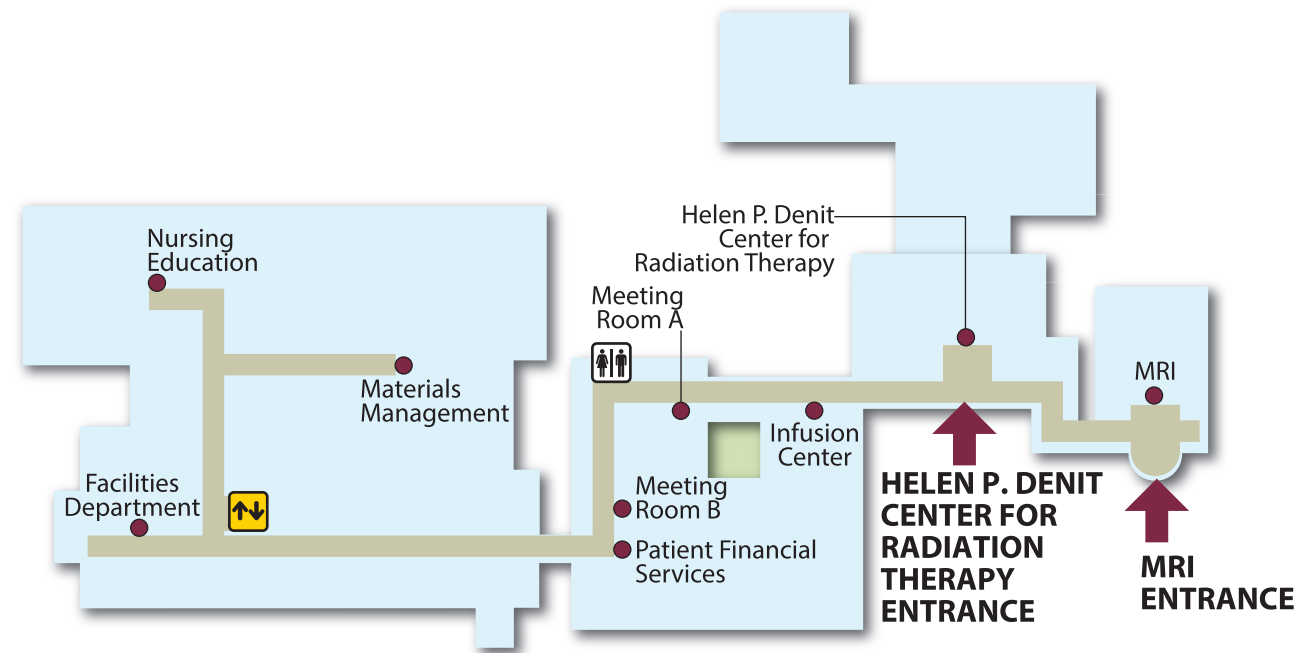 Helen P. Denit
Center for
Radiation Therapy
Nursing
Education
Meeting
Room A
Materials
Management
MRI
Infusion
Center
Facilities
Department
Meeting
Room B
Patient Financial
Services
HELEN P. DENIT
CENTER FOR
RADIATION
THERAPY
ENTRANCE
MRI
ENTRANCE